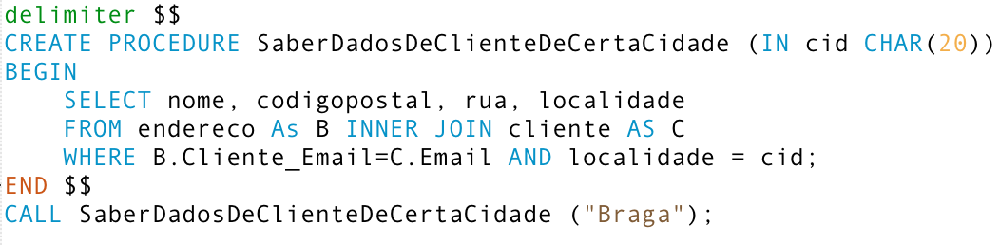 delimiter $$
CREATE PROCEDURE SaberDadosDeClienteDeCertaCidade (IN cid CHAR(20))
BEGIN
    SELECT nome, codigopostal, rua, localidade
    FROM endereco As B INNER JOIN cliente AS C
    WHERE B.Cliente_Email=C.Email AND localidade = cid;
END $$
CALL SaberDadosDeClienteDeCertaCidade ("Braga");